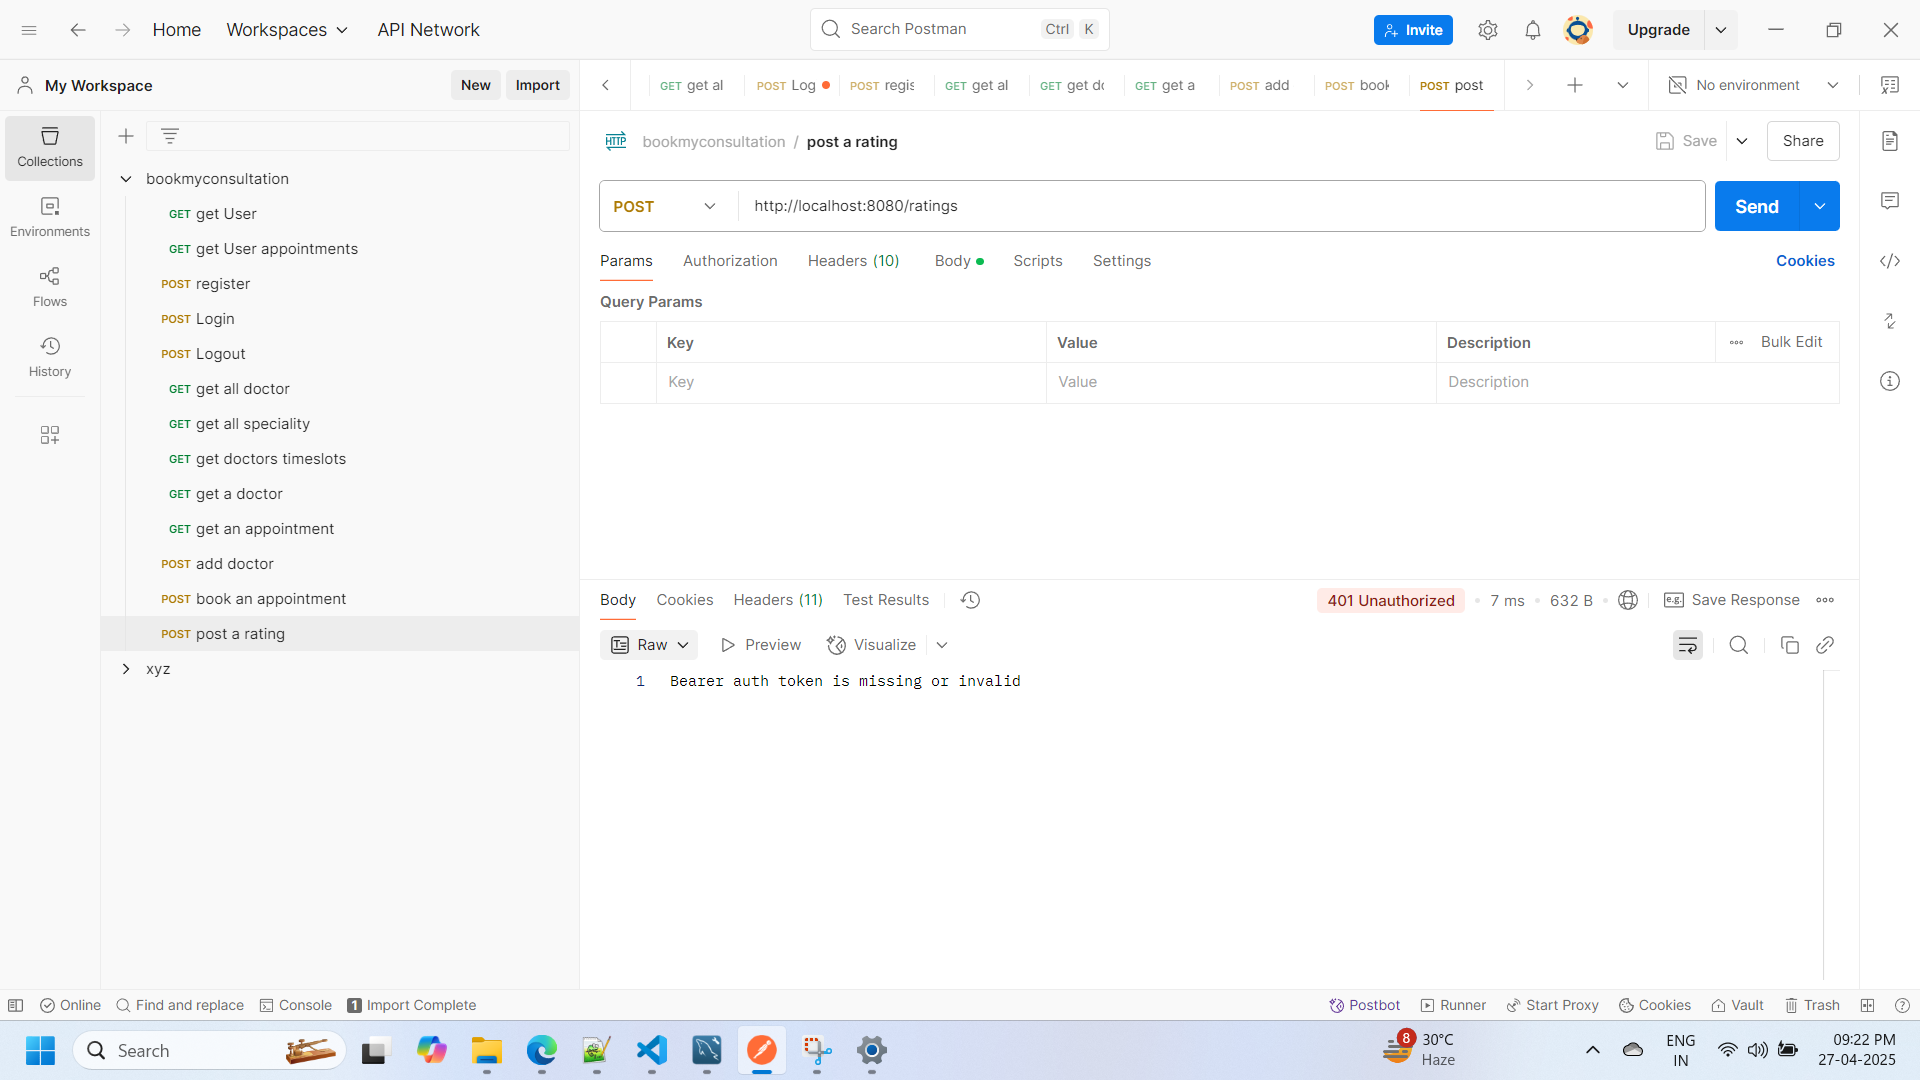 Home
Workspaces
API Network
Search Postman
Ctrl K
Invite
Upgrade
My Workspace
New
Import
GET get al
POST Log
POST regis
GET get al
GET get do
GET get a
POST add
POST book
POST post
No environment
Collections
Environments
Flows
History
bookmyconsultation
GET get User
GET get User appointments
POST register
POST Login
POST Logout
GET get all doctor
GET get all speciality
GET get doctors timeslots
GET get a doctor
GET get an appointment
POST add doctor
POST book an appointment
POST post a rating
xyz
HTTP bookmyconsultation / post a rating
Save
Share
POST http://localhost:8080/ratings
Send
Params Authorization Headers (10) Body Scripts Settings
Cookies
Query Params
Key Value Description Bulk Edit
Key Value Description
Body Cookies Headers (11) Test Results
401 Unauthorized • 7 ms • 632 B
e.g. Save Response
Raw Preview Visualize
1 Bearer auth token is missing or invalid
Online Find and replace Console 1 Import Complete
Postbot Runner Start Proxy Cookies Vault Trash
Search
8
30°C
Haze
ENG
IN
09:22 PM
27-04-2025